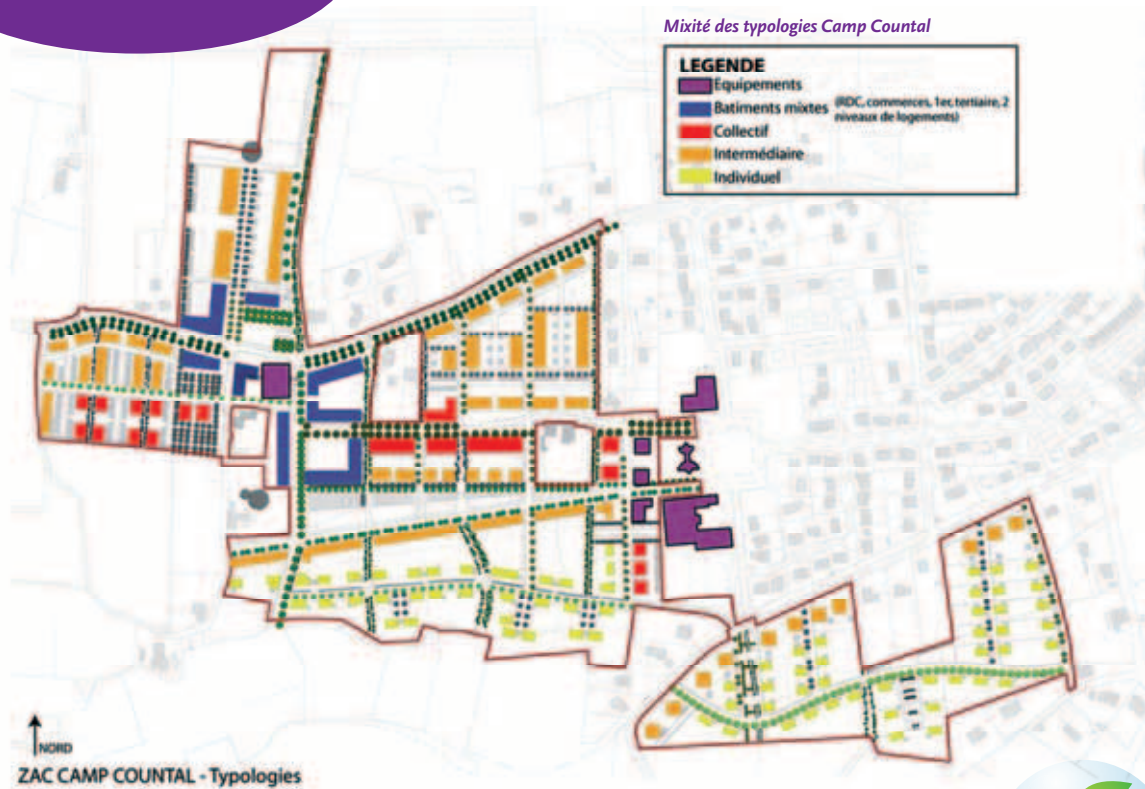 Mixité des typologies Camp Countal
LEGENDE
Equipements
Batiments mixtes (RDC, commerces, 1er, tertiaire, 2
niveaux de logements)
Collectif
Intermédiaire
Individuel
NORD
ZAC CAMP COUNTAL - Typologies